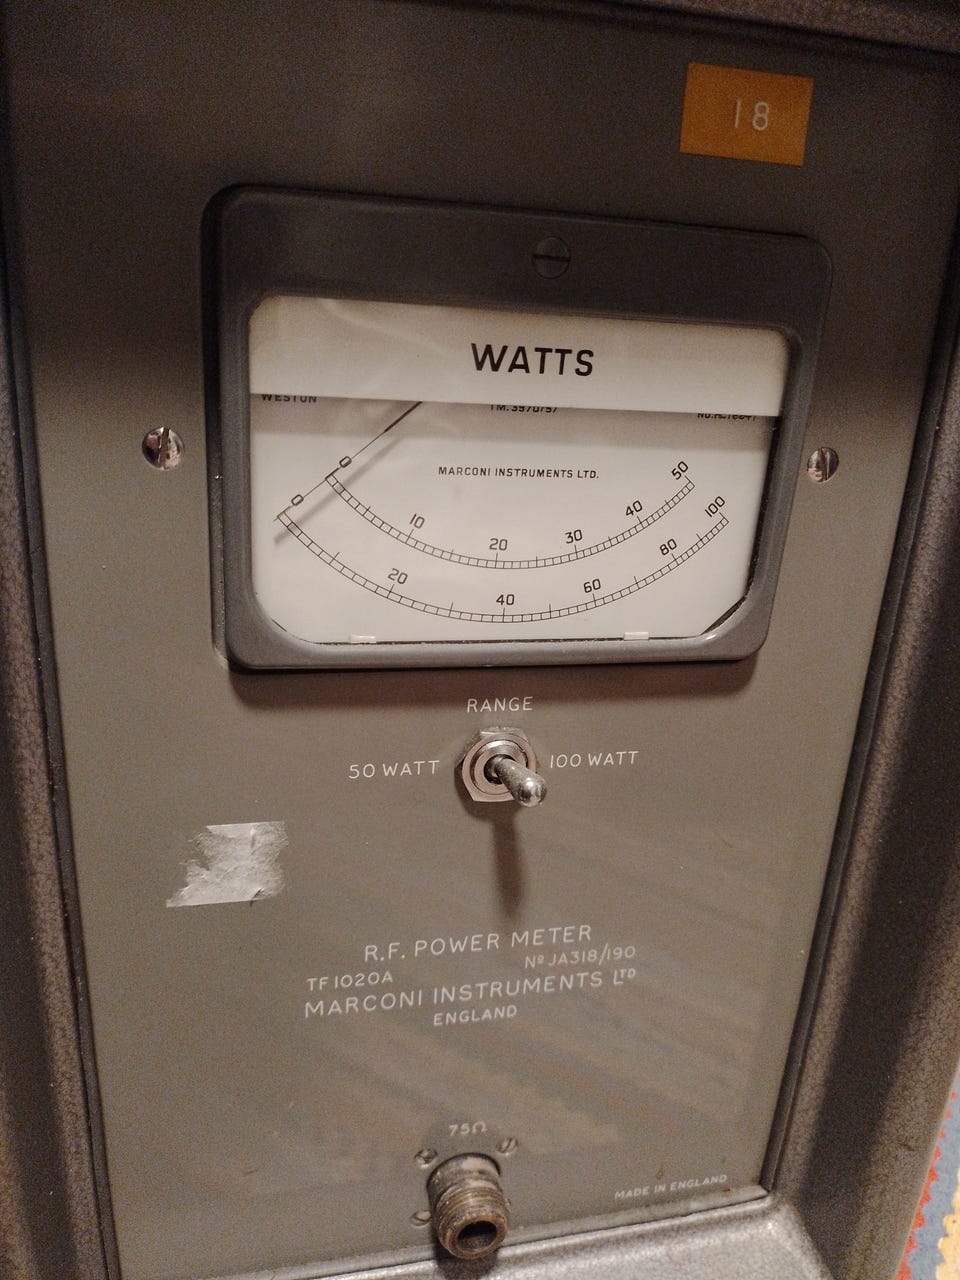 18
WATTS
WESTON
MARCONI INSTRUMENTS LTD.
0 10 20 30 40 50
0 20 40 60 80 100
RANGE
50 WATT 100 WATT
R.F. POWER METER
TF 1020A Nº JA318/190
MARCONI INSTRUMENTS LTD
ENGLAND
75Ω
MADE IN ENGLAND